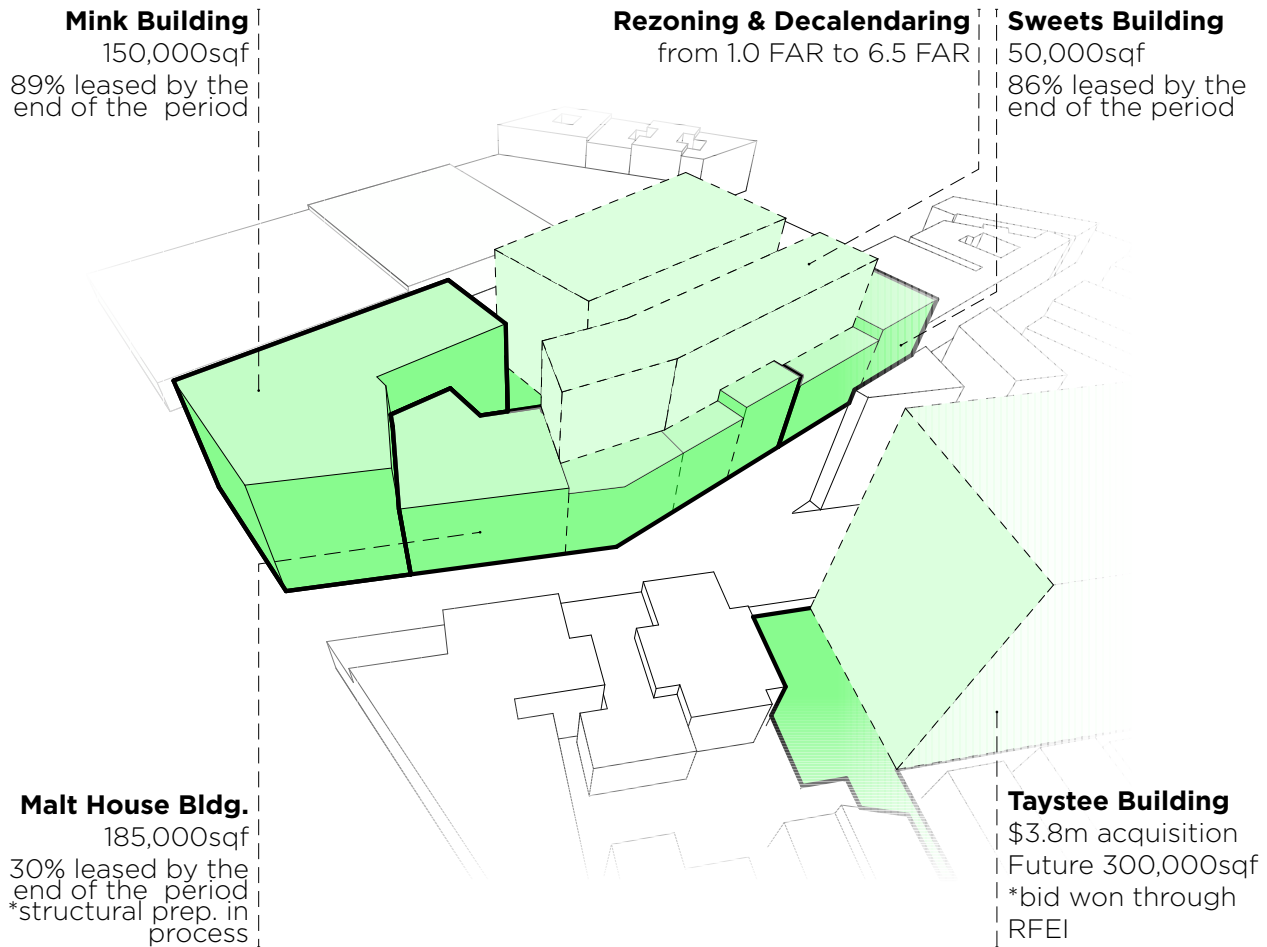 Mink Building
150,000sqf
89% leased by the
end of the period
Rezoning & Decalendaring
from 1.0 FAR to 6.5 FAR
Sweets Building
50,000sqf
86% leased by the
end of the period
Malt House Bldg.
185,000sqf
30% leased by the
end of the period
*structural prep. in
process
Taystee Building
$3.8m acquisition
Future 300,000sqf
*bid won through
RFEI